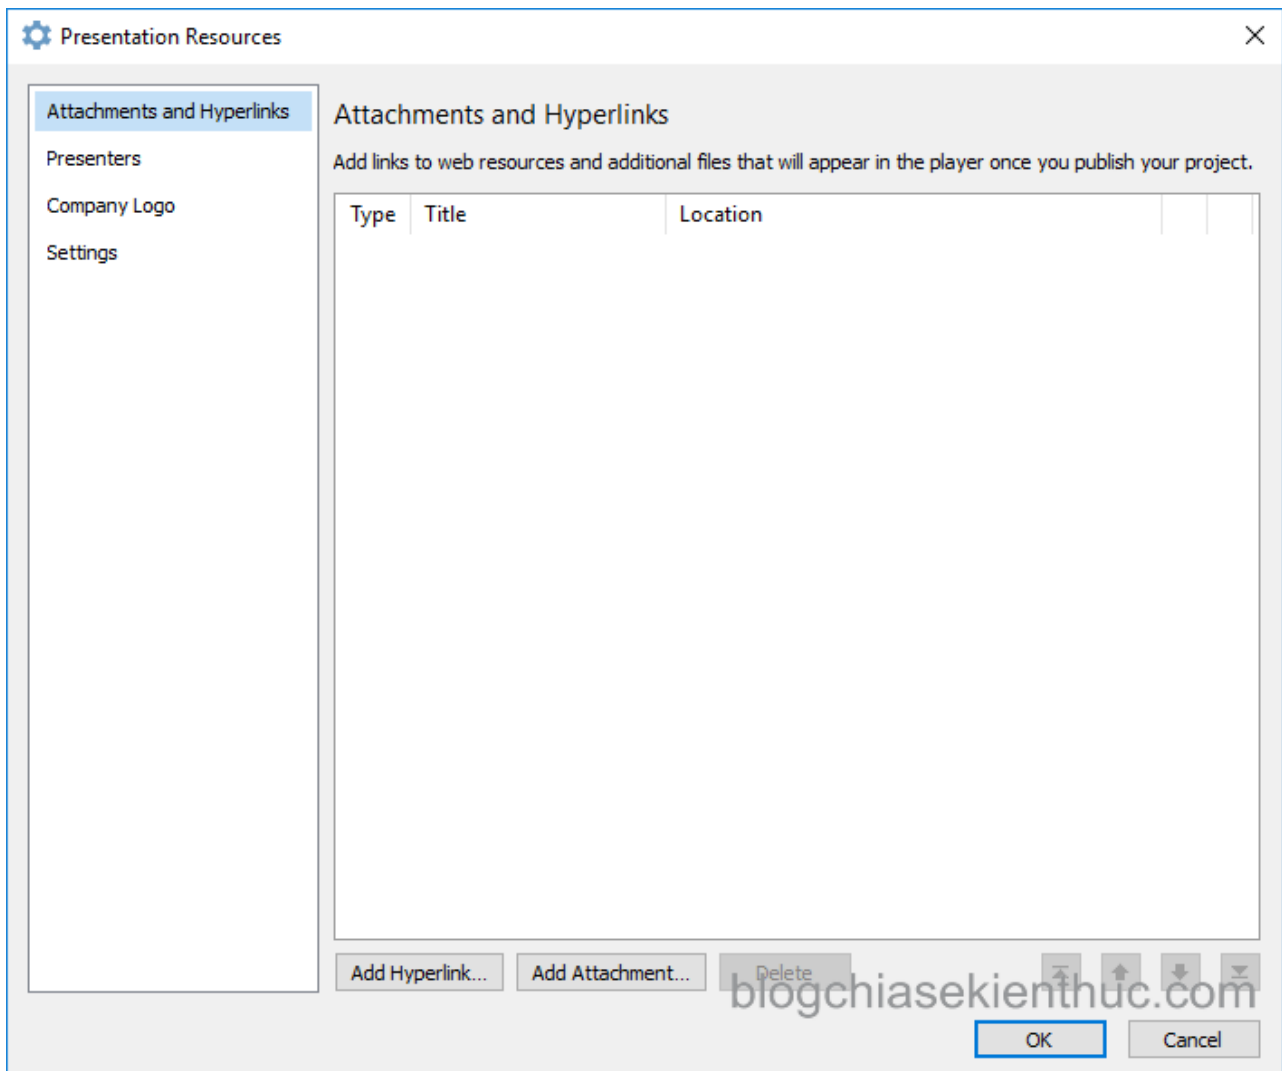 Presentation Resources
Attachments and Hyperlinks
Presenters
Company Logo
Settings
Attachments and Hyperlinks
Add links to web resources and additional files that will appear in the player once you publish your project.
Type Title Location
Add Hyperlink... Add Attachment... Delete
blogchiasekienthuc.com
OK Cancel